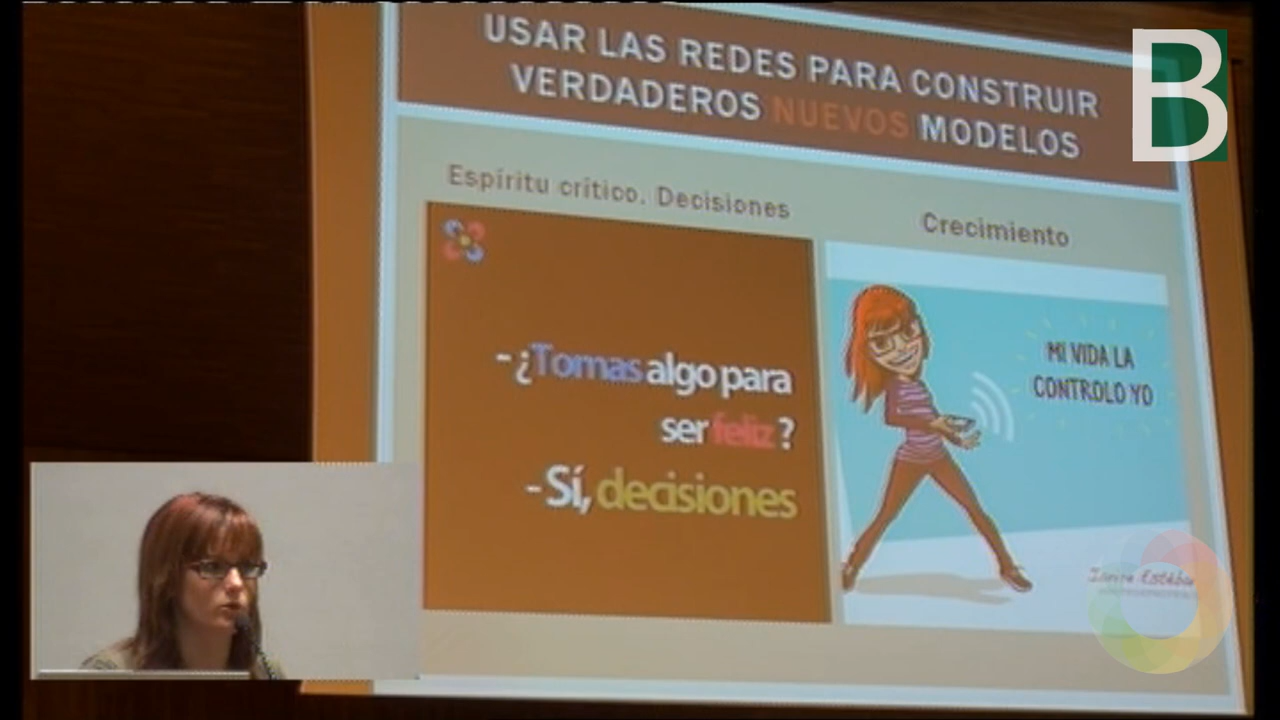 USAR LAS REDES PARA CONSTRUIR
VERDADEROS NUEVOS MODELOS
B
Espíritu crítico. Decisiones
Crecimiento
- ¿Tomas algo para
ser feliz ?
- Sí, decisiones
MI VIDA LA
CONTROLO YO